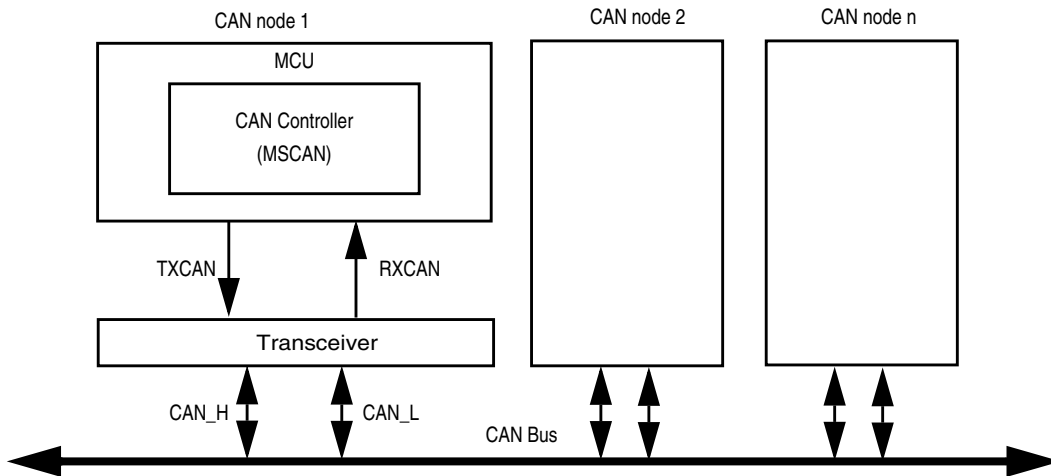 CAN node 1
CAN node 2
CAN node n
MCU
CAN Controller
(MSCAN)
TXCAN
RXCAN
Transceiver
CAN_H
CAN_L
CAN Bus